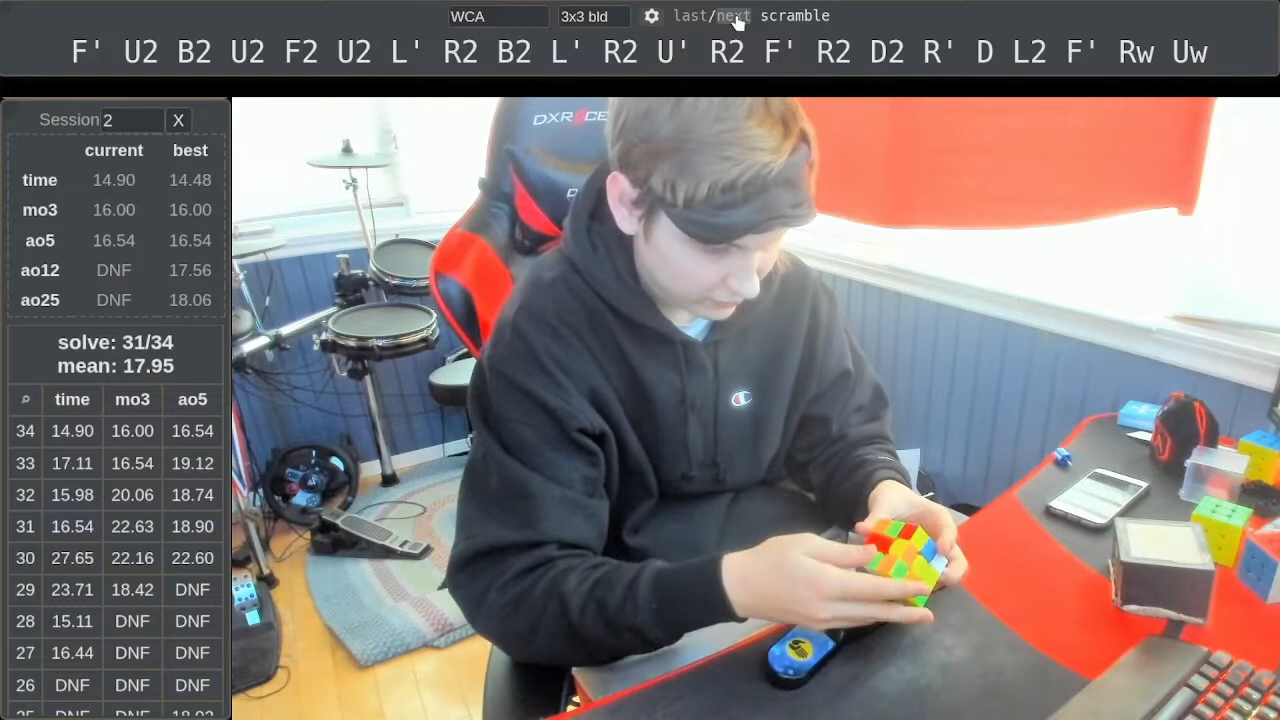 WCA 3x3 bld last/next scramble
F' U2 B2 U2 F2 U2 L' R2 B2 L' R2 U' R2 F' R2 D2 R' D L2 F' Rw Uw
Session 2 X
current best
time 14.90 14.48
mo3 16.00 16.00
ao5 16.54 16.54
ao12 DNF 17.56
ao25 DNF 18.06
solve: 31/34
mean: 17.95
time mo3 ao5
34 14.90 16.00 16.54
33 17.11 16.54 19.12
32 15.98 20.06 18.74
31 16.54 22.63 18.90
30 27.65 22.16 22.60
29 23.71 18.42 DNF
28 15.11 DNF DNF
27 16.44 DNF DNF
26 DNF DNF DNF
DXRACE